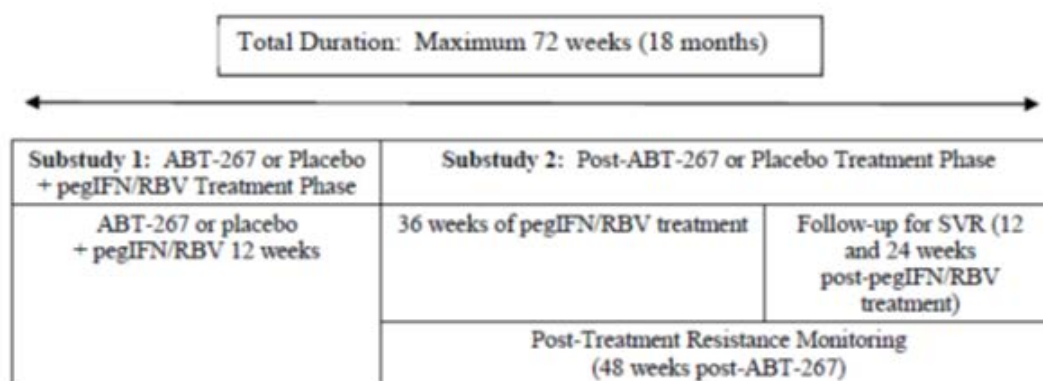 Total Duration: Maximum 72 weeks (18 months)
Substudy 1: ABT-267 or Placebo
+ pegIFN/RBV Treatment Phase
Substudy 2: Post-ABT-267 or Placebo Treatment Phase
ABT-267 or placebo
+ pegIFN/RBV 12 weeks
36 weeks of pegIFN/RBV treatment
Follow-up for SVR (12
and 24 weeks
post-pegIFN/RBV
treatment)
Post-Treatment Resistance Monitoring
(48 weeks post-ABT-267)